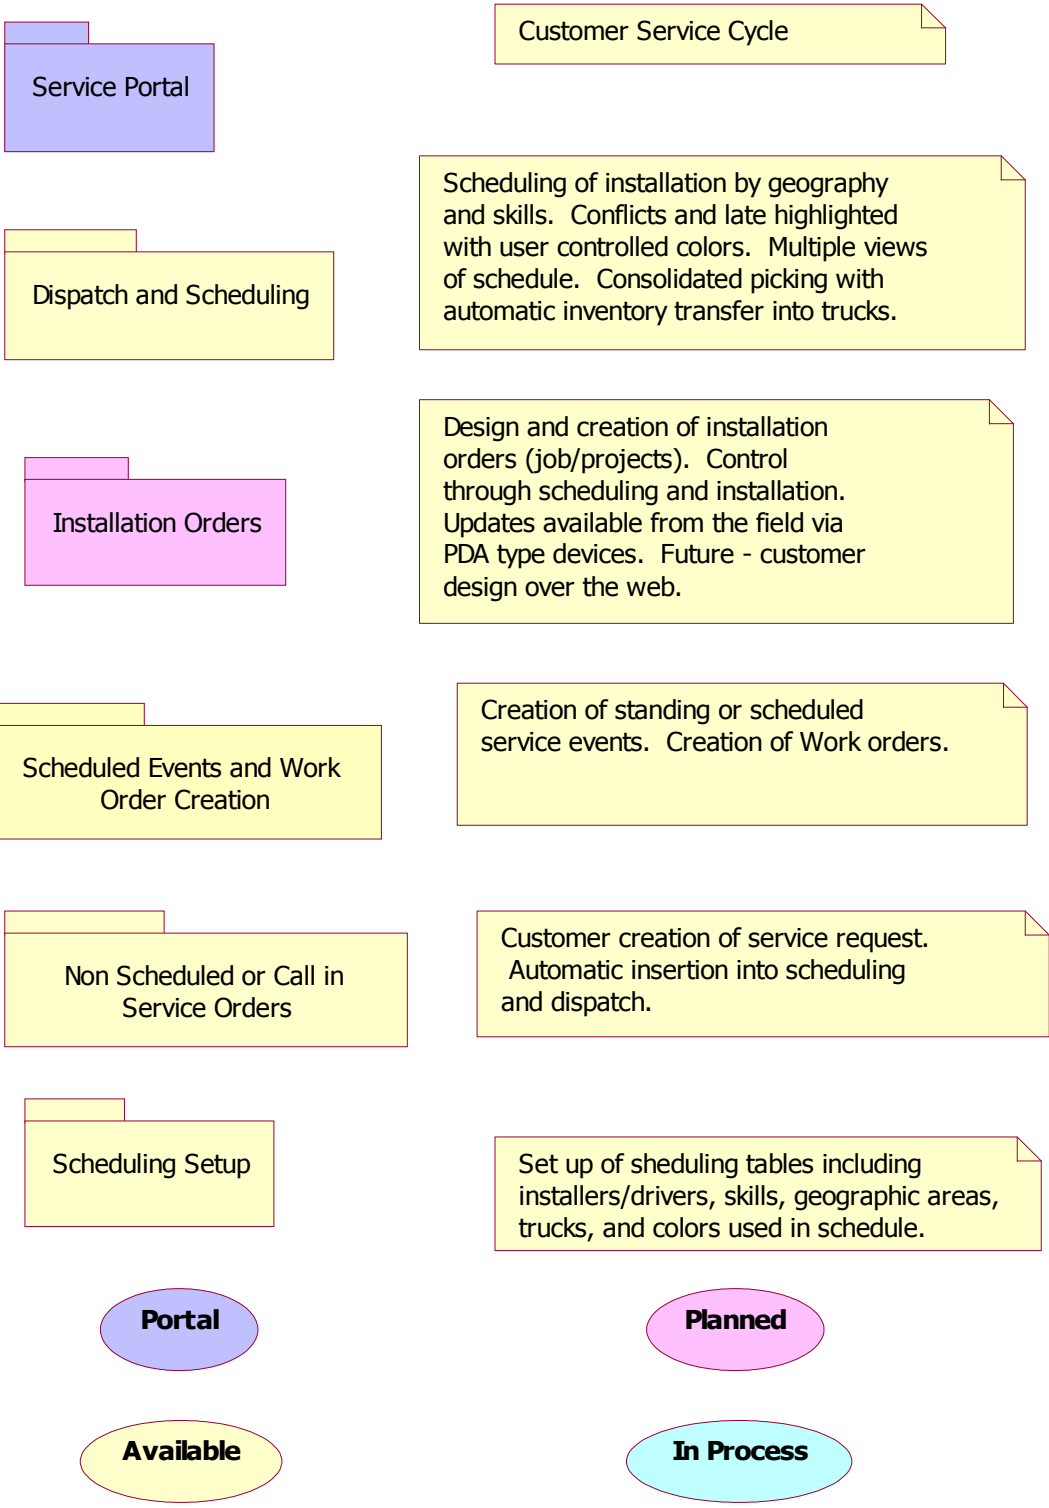 Customer Service Cycle
Service Portal
Scheduling of installation by geography
and skills.  Conflicts and late highlighted
with user controlled colors.  Multiple views
of schedule.  Consolidated picking with
automatic inventory transfer into trucks.
Dispatch and Scheduling
Design and creation of installation
orders (job/projects).  Control
through scheduling and installation.
Updates available from the field via
PDA type devices.  Future - customer
design over the web.
Installation Orders
Creation of standing or scheduled
service events.  Creation of Work orders.
Scheduled Events and Work
Order Creation
Customer creation of service request.
Automatic insertion into scheduling
and dispatch.
Non Scheduled or Call in
Service Orders
Scheduling Setup
Set up of sheduling tables including
installers/drivers, skills, geographic areas,
trucks, and colors used in schedule.
Portal
Planned
Available
In Process